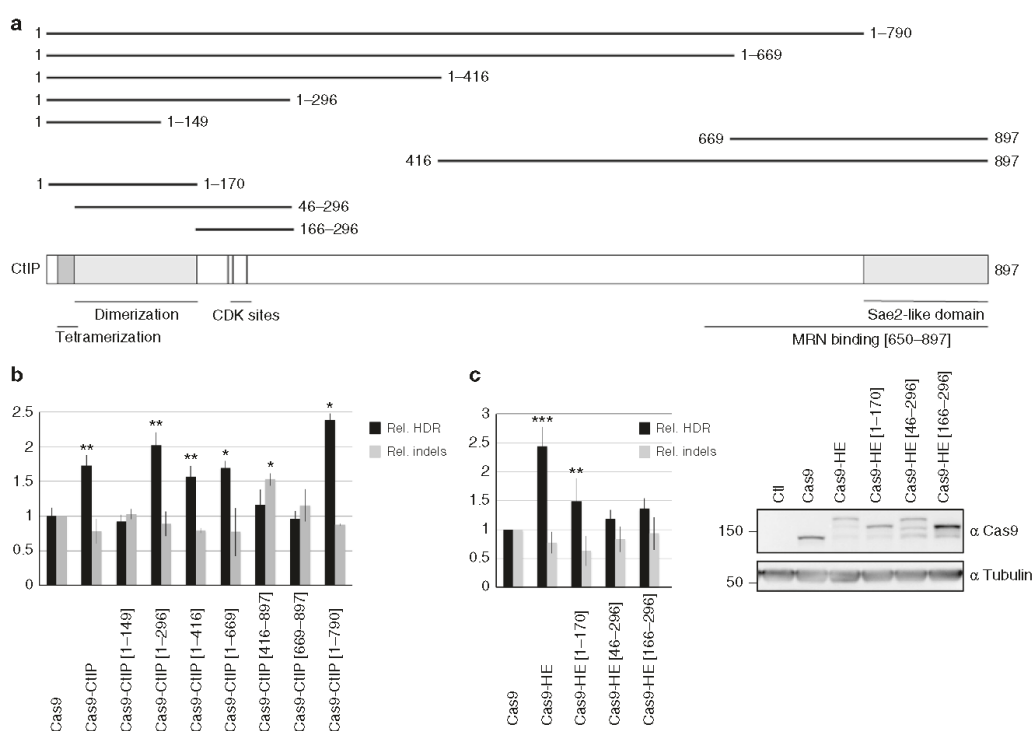 a
1 1–790
1 1–669
1 1–416
1 1–296
1 1–149
669 897
416 897
1 1–170
46–296
166–296
CtIP 897
Dimerization CDK sites Sae2-like domain
Tetramerization MRN binding [650–897]
b
2.5
2
1.5
1
0.5
0
** ** ** * * *
Rel. HDR
Rel. indels
Cas9
Cas9-CtIP
Cas9-CtIP [1–149]
Cas9-CtIP [1–296]
Cas9-CtIP [1–416]
Cas9-CtIP [1–669]
Cas9-CtIP [416–897]
Cas9-CtIP [669–897]
Cas9-CtIP [1–790]
c
3
2.5
2
1.5
1
0.5
0
*** **
Rel. HDR
Rel. indels
Cas9
Cas9-HE
Cas9-HE [1–170]
Cas9-HE [46–296]
Cas9-HE [166–296]
Ctl
Cas9
Cas9-HE
Cas9-HE [1–170]
Cas9-HE [46–296]
Cas9-HE [166–296]
150 α Cas9
50 α Tubulin